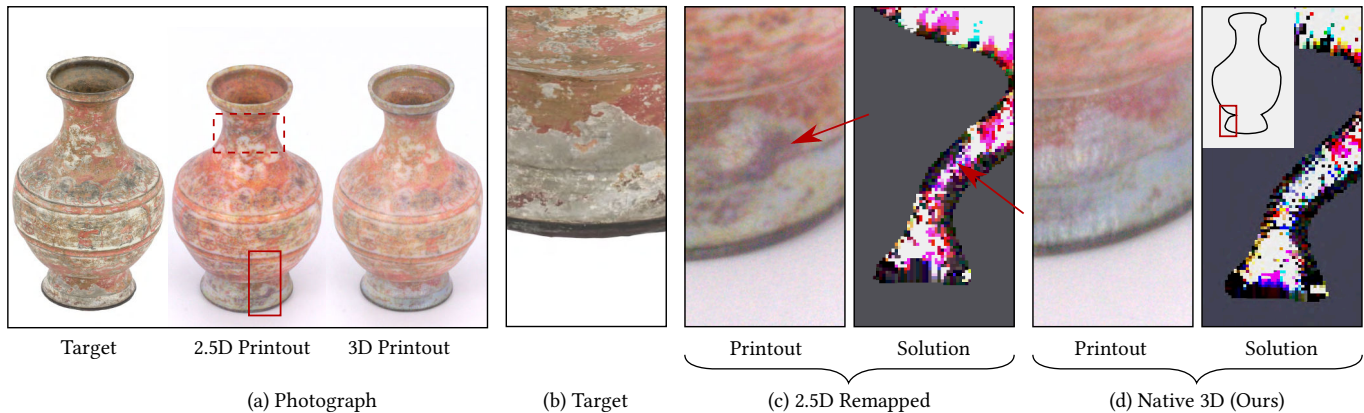 Target
2.5D Printout
3D Printout
Printout
Solution
Printout
Solution
(a) Photograph
(b) Target
(c) 2.5D Remapped
(d) Native 3D (Ours)